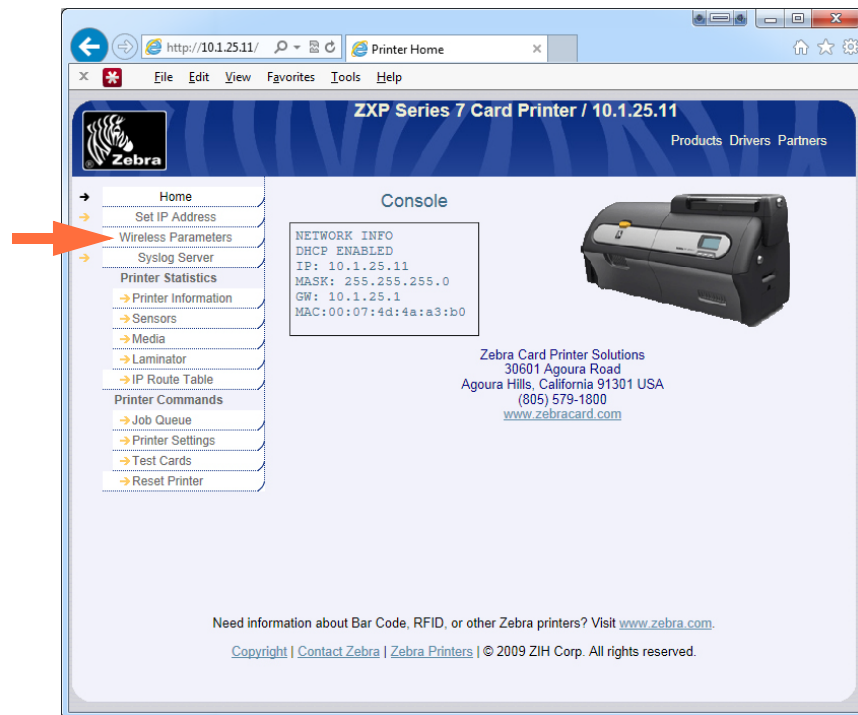 http://10.1.25.11/
Printer Home
File Edit View Favorites Tools Help
ZXP Series 7 Card Printer / 10.1.25.11
Products Drivers Partners
Zebra
Home
Set IP Address
Wireless Parameters
Syslog Server
Printer Statistics
Printer Information
Sensors
Media
Laminator
IP Route Table
Printer Commands
Job Queue
Printer Settings
Test Cards
Reset Printer
Console
NETWORK INFO
DHCP ENABLED
IP: 10.1.25.11
MASK: 255.255.255.0
GW: 10.1.25.1
MAC:00:07:4d:4a:a3:b0
Zebra Card Printer Solutions
30601 Agoura Road
Agoura Hills, California 91301 USA
(805) 579-1800
www.zebracard.com
Need information about Bar Code, RFID, or other Zebra printers? Visit www.zebra.com.
Copyright | Contact Zebra | Zebra Printers | © 2009 ZIH Corp. All rights reserved.